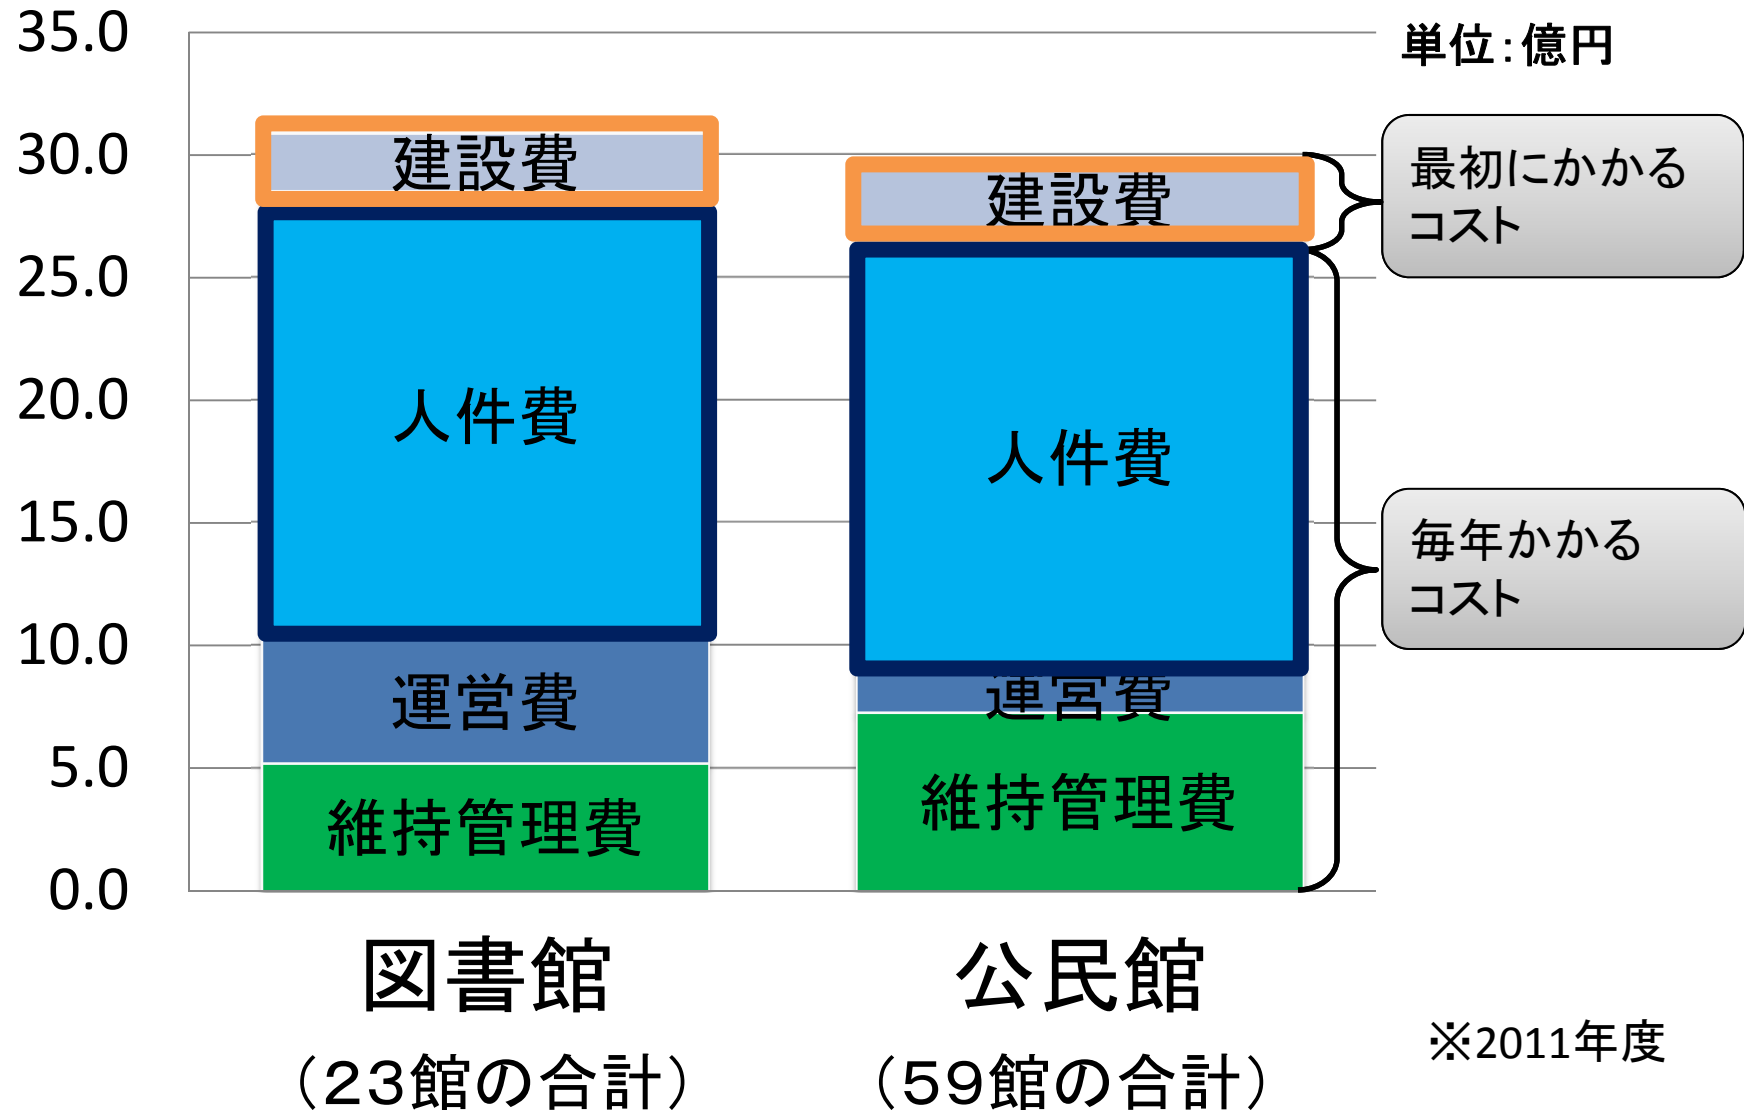 35.0
30.0
25.0
20.0
15.0
10.0
5.0
0.0
単位:億円
建設費
人件費
運営費
維持管理費
建設費
人件費
運営費
維持管理費
最初にかかる
コスト
毎年かかる
コスト
図書館
(23館の合計)
公民館
(59館の合計)
※2011年度